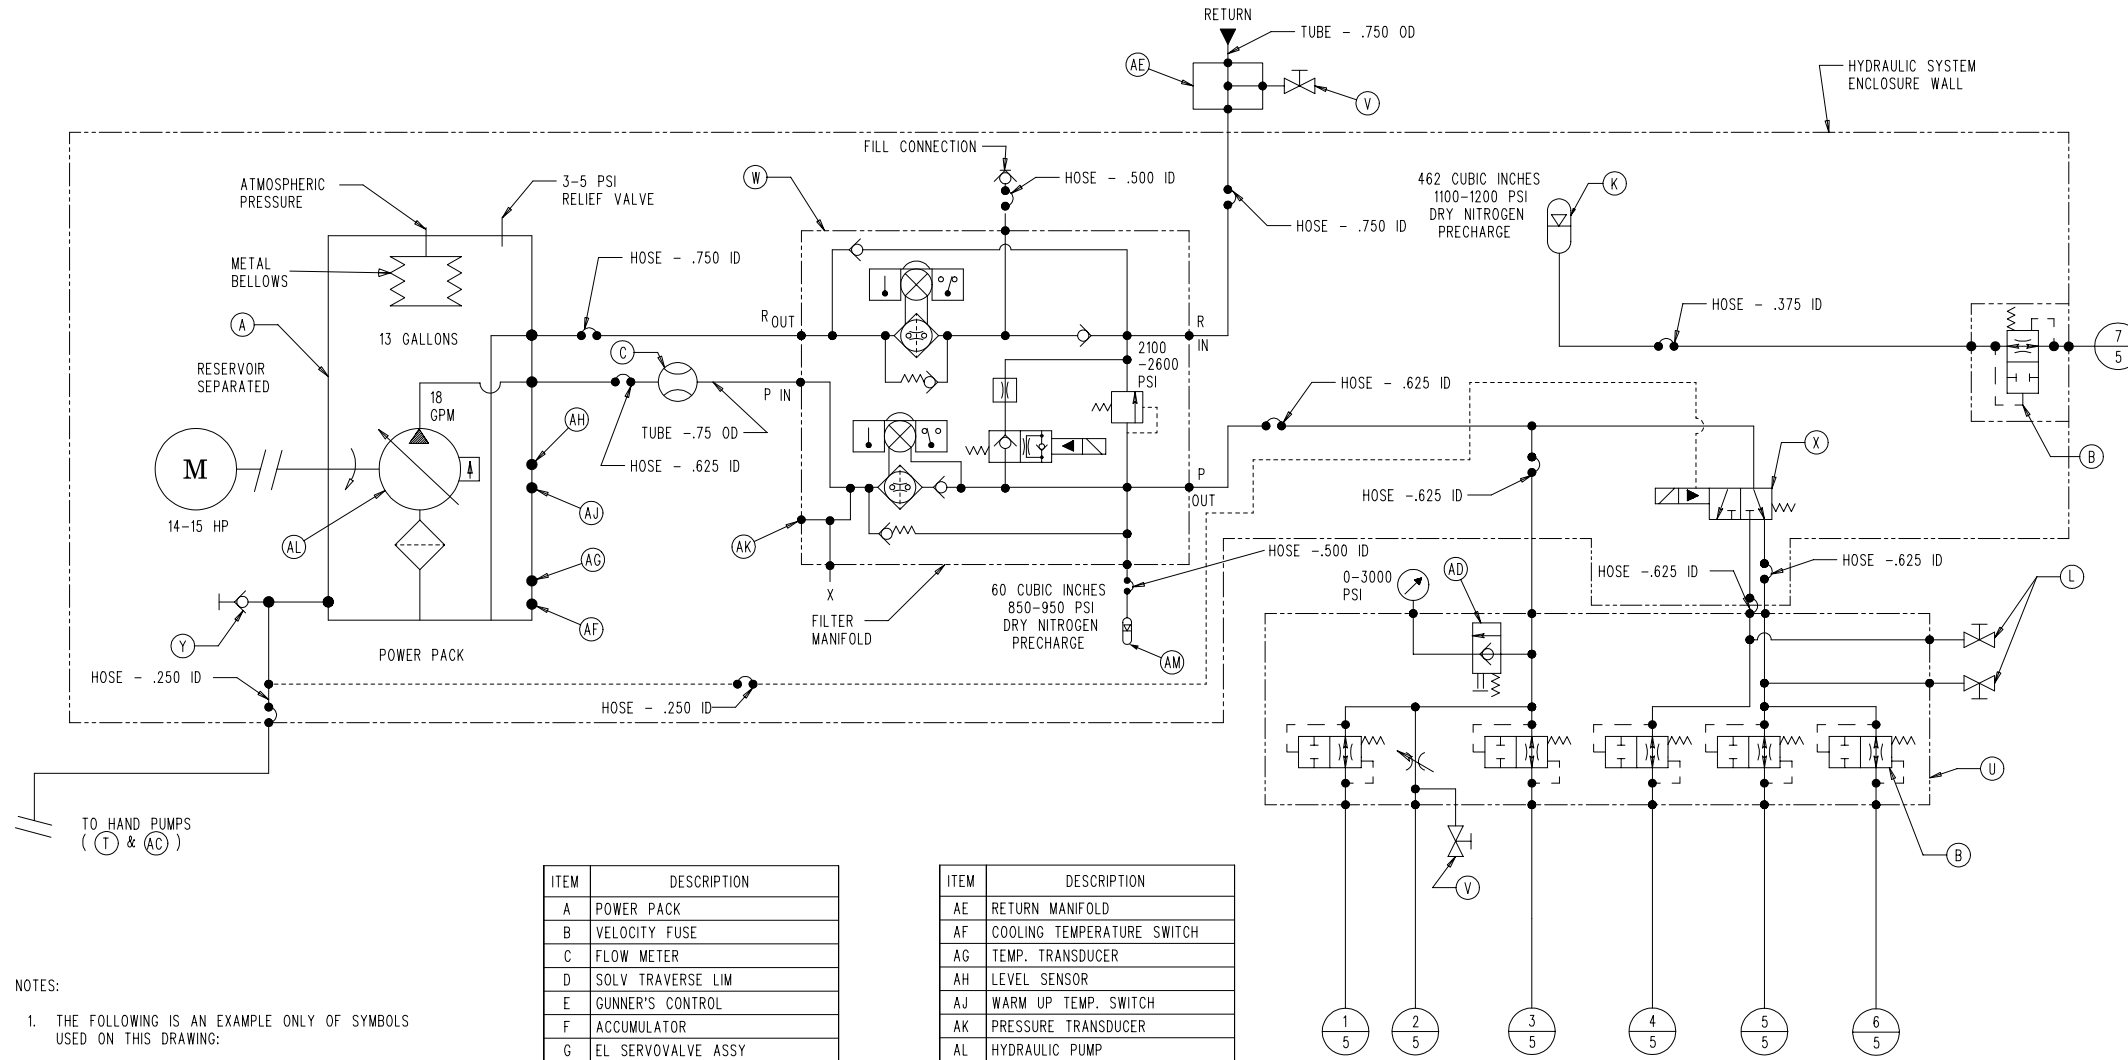 RETURN
TUBE - .750 OD
AE
V
HYDRAULIC SYSTEM
ENCLOSURE WALL
FILL CONNECTION
HOSE - .500 ID
W
ATMOSPHERIC
PRESSURE
3-5 PSI
RELIEF VALVE
462 CUBIC INCHES
1100-1200 PSI
DRY NITROGEN
PRECHARGE
K
HOSE - .750 ID
METAL
BELLOWS
HOSE - .750 ID
HOSE - .375 ID
A
13 GALLONS
R OUT
R
IN
C
2100
-2600
PSI
7
5
RESERVOIR
SEPARATED
P IN
HOSE - .625 ID
18
GPM
AH
TUBE -.75 OD
HOSE - .625 ID
X
B
M
14-15 HP
P
OUT
HOSE -.625 ID
AJ
AL
AK
AG
HOSE -.500 ID
HOSE -.625 ID
HOSE -.625 ID
0-3000
PSI
AD
L
X
60 CUBIC INCHES
850-950 PSI
DRY NITROGEN
PRECHARGE
FILTER
MANIFOLD
AF
Y
POWER PACK
AM
HOSE - .250 ID
HOSE - .250 ID
U
TO HAND PUMPS
( T & AC )
B
V
ITEM DESCRIPTION
A POWER PACK
B VELOCITY FUSE
C FLOW METER
D SOLV TRAVERSE LIM
E GUNNER'S CONTROL
F ACCUMULATOR
G EL SERVOVALVE ASSY
ITEM DESCRIPTION
AE RETURN MANIFOLD
AF COOLING TEMPERATURE SWITCH
AG TEMP. TRANSDUCER
AH LEVEL SENSOR
AJ WARM UP TEMP. SWITCH
AK PRESSURE TRANSDUCER
AL HYDRAULIC PUMP
NOTES:
1. THE FOLLOWING IS AN EXAMPLE ONLY OF SYMBOLS
USED ON THIS DRAWING:
1 2 3 4 5 6
5 5 5 5 5 5